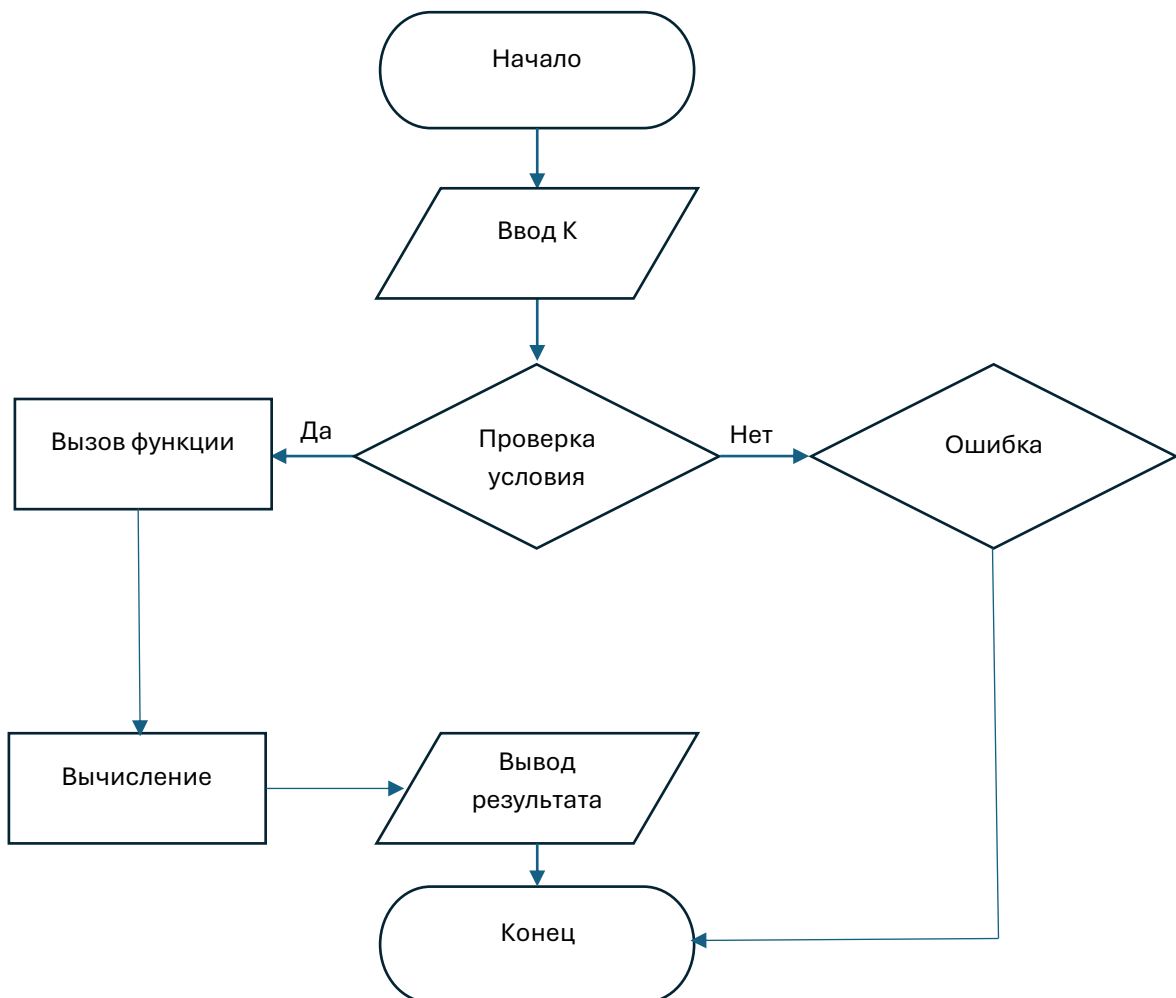 Начало
Ввод К
Вызов функции
Да
Проверка
условия
Нет
Ошибка
Вычисление
Вывод
результата
Конец